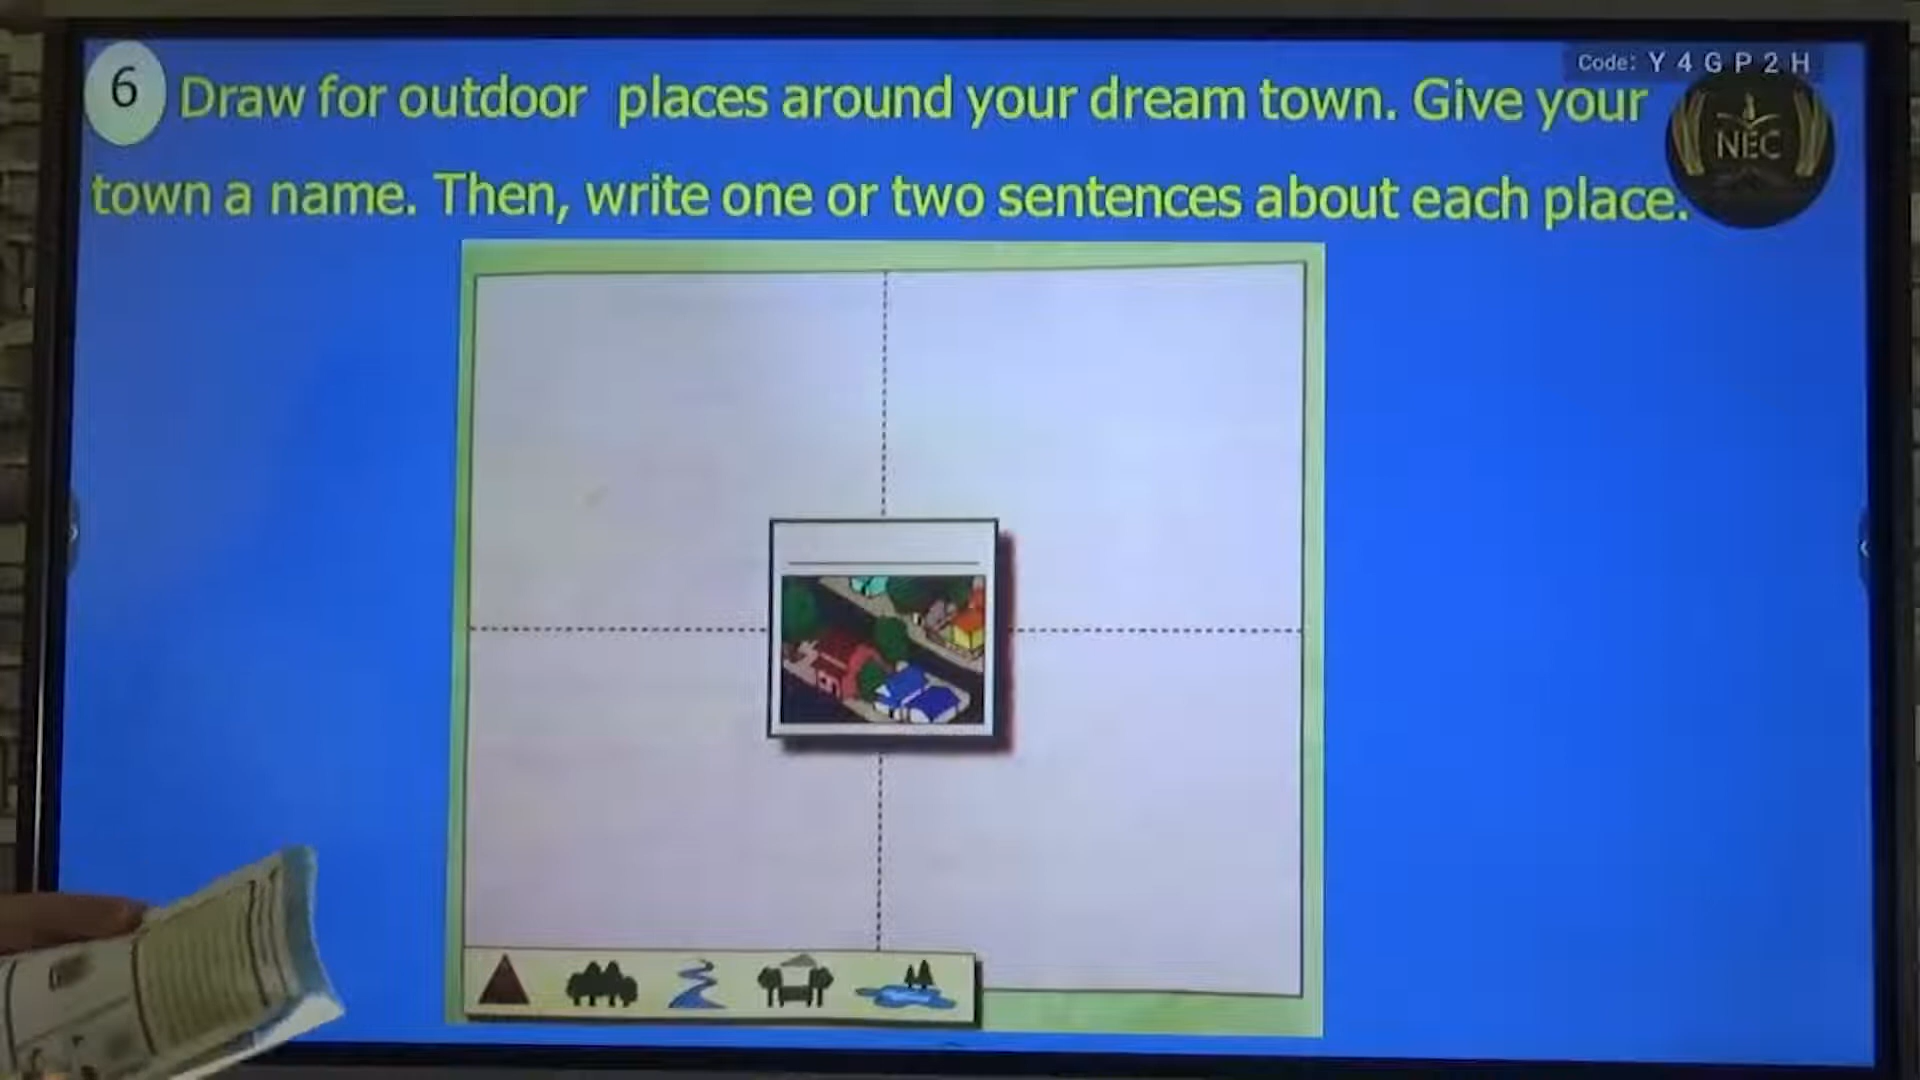 Code: Y 4 G P 2 H
6 Draw for outdoor places around your dream town. Give your
NEC
town a name. Then, write one or two sentences about each place.